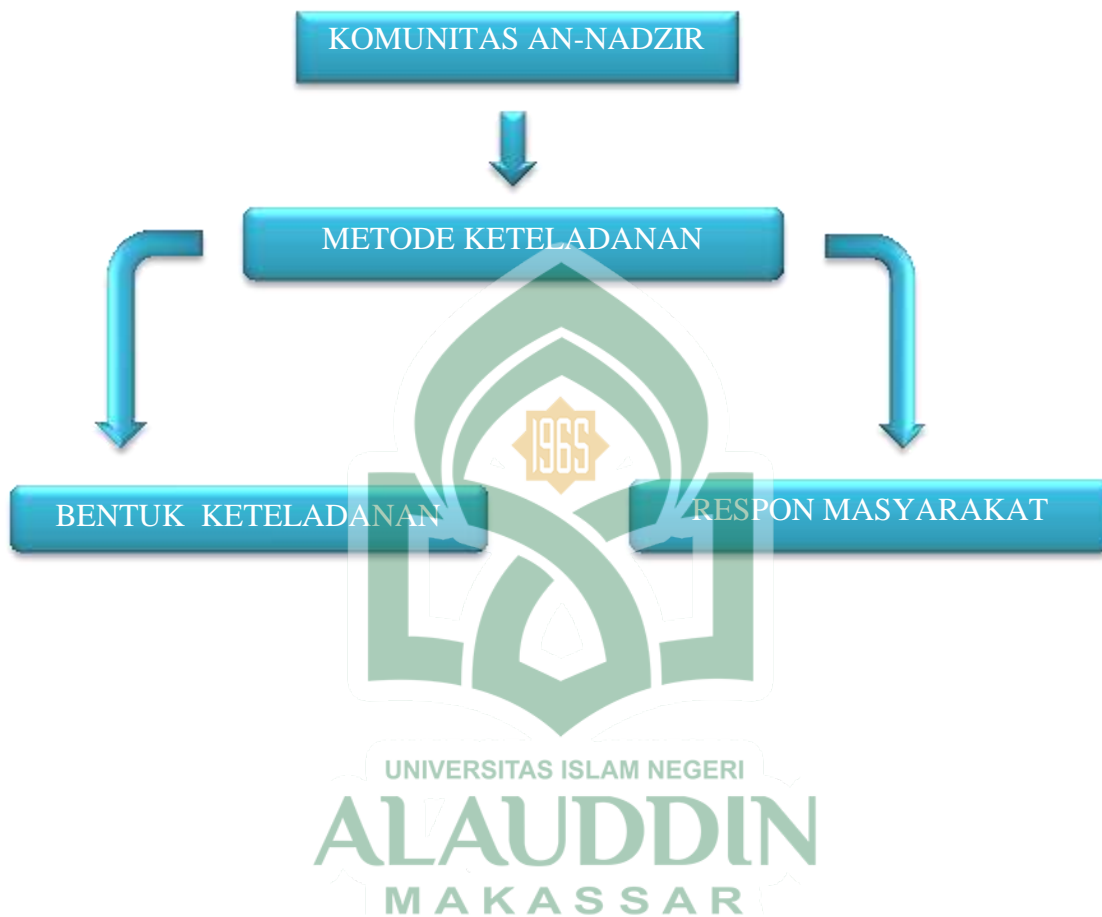 KOMUNITAS AN-NADZIR
METODE KETELADANAN
1965
BENTUK KETELADANAN
RESPON MASYARAKAT
UNIVERSITAS ISLAM NEGERI
ALAUDDIN
MAKASSAR